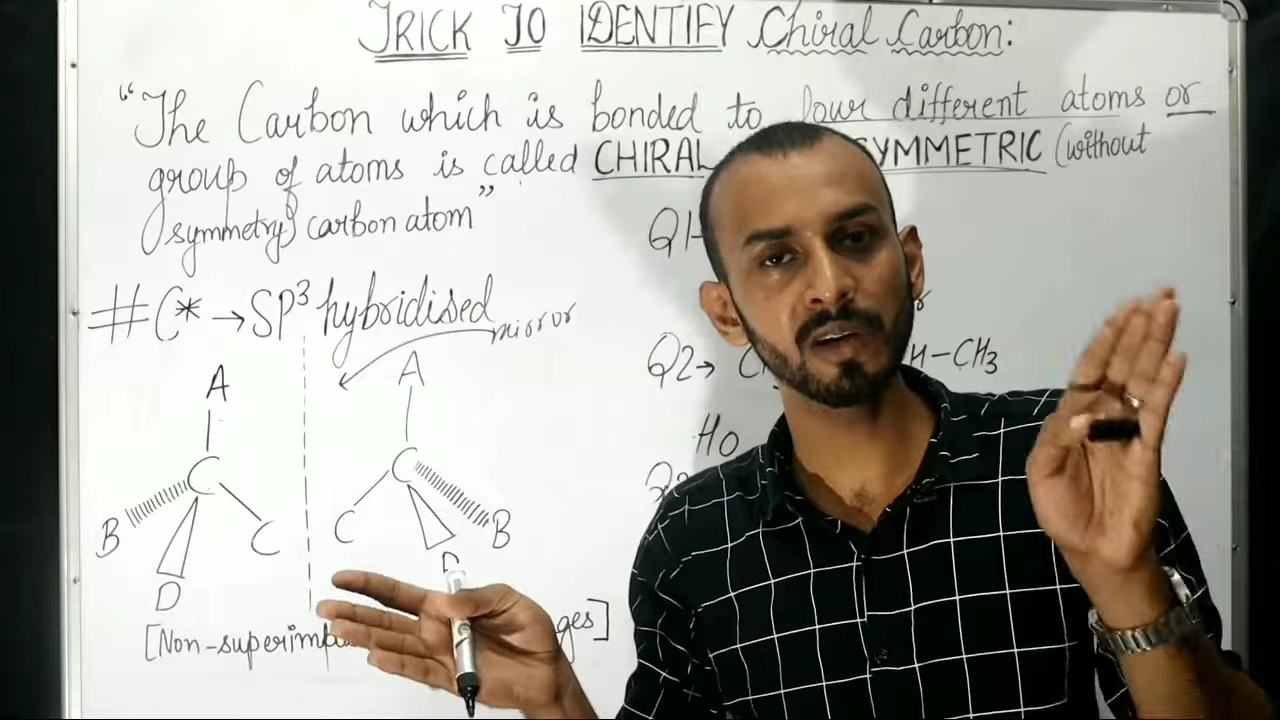 TRICK TO IDENTIFY Chiral Carbon:
"The Carbon which is bonded to four different atoms or
group of atoms is called CHIRAL SYMMETRIC (without
symmetry) carbon atom"
Q1
#C* → SP³ hybridised
mirror
Q2→ H-CH3
A
A
HO
C
C
B
C
C
B
D
D
[Non-superimp ges]